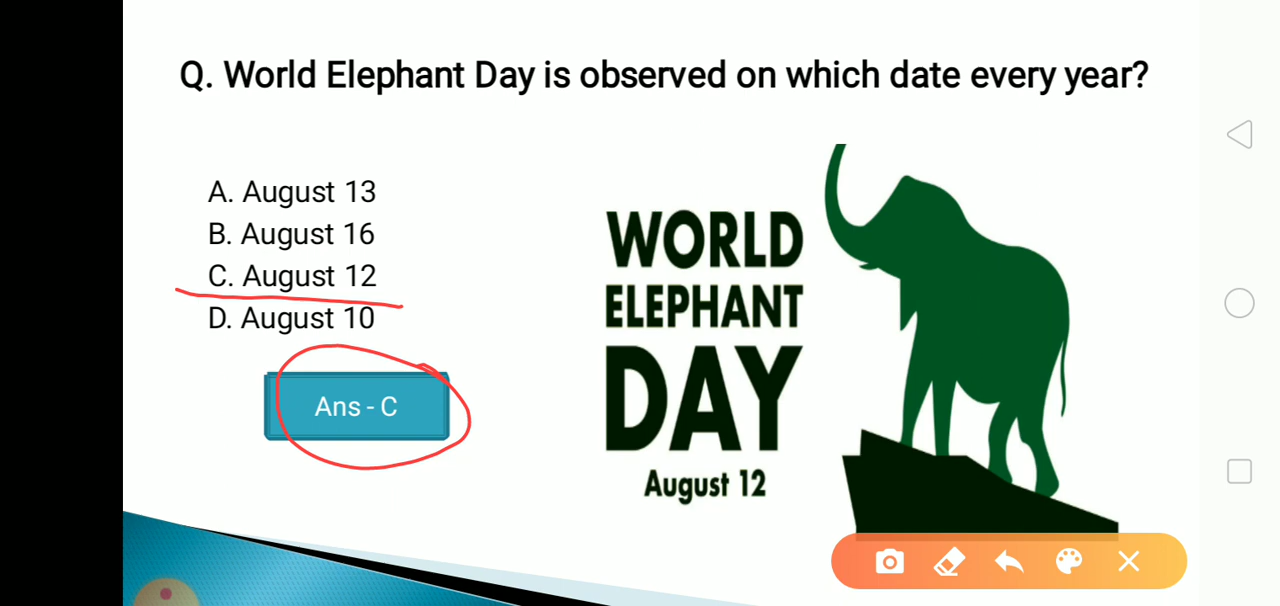 Q. World Elephant Day is observed on which date every year?
A. August 13
B. August 16
C. August 12
D. August 10
Ans - C
WORLD
ELEPHANT
DAY
August 12